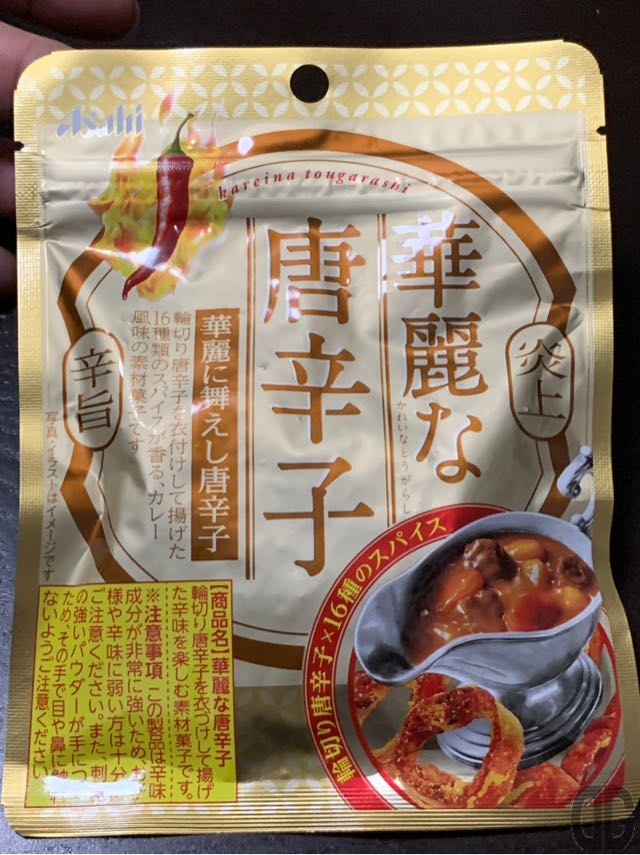 Asahi
kareina tougarashi
華麗な
唐辛子
かれいなとうがらし
炎上
辛旨
華麗に舞えし唐辛子
輪切り唐辛子を衣付けして揚げた
16種類のスパイスが香る、カレー
風味の素材菓子です。
写真・イラストはイメージです
輪切り唐辛子×16種のスパイス
【商品名】華麗な唐辛子
輪切り唐辛子を衣づけして揚げ
た辛味を楽しむ素材菓子です。
※注意事項 この製品は辛味
成分が非常に強いため、お子
様や辛味に弱い方は十分
ご注意ください。また、刺激
の強いパウダーが手につく
ため、その手で目や鼻に触れ
ないようご注意ください。